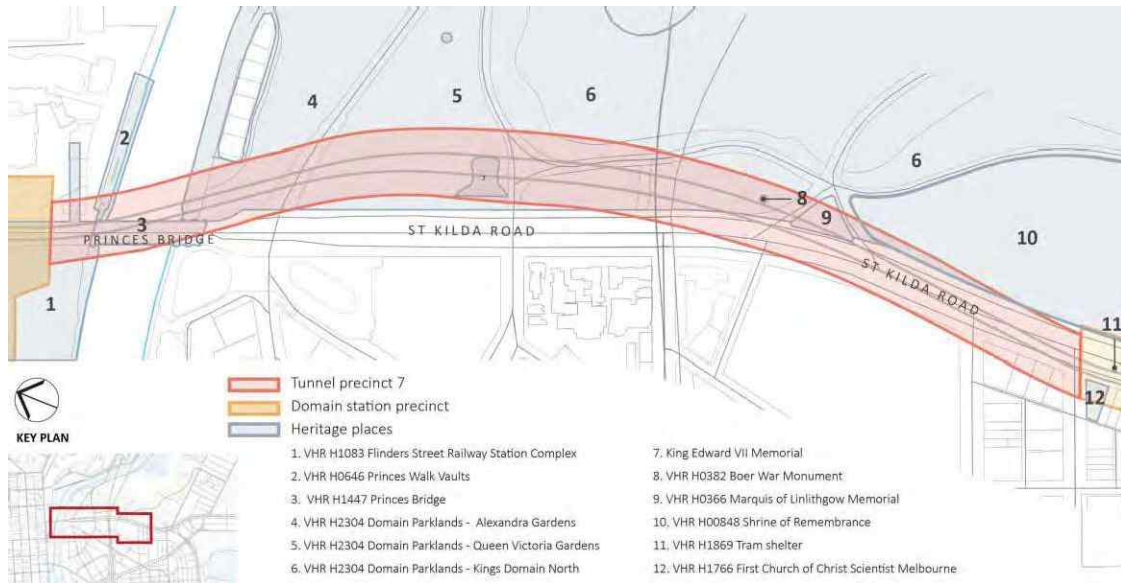 2
4
5
6
6
3
PRINCES BRIDGE
ST KILDA ROAD
7
8
9
10
ST KILDA ROAD
1
11
12
KEY PLAN
Tunnel precinct 7
Domain station precinct
Heritage places
1. VHR H1083 Flinders Street Railway Station Complex
2. VHR H0646 Princes Walk Vaults
3. VHR H1447 Princes Bridge
4. VHR H2304 Domain Parklands - Alexandra Gardens
5. VHR H2304 Domain Parklands - Queen Victoria Gardens
6. VHR H2304 Domain Parklands - Kings Domain North
7. King Edward VII Memorial
8. VHR H0382 Boer War Monument
9. VHR H0366 Marquis of Linlithgow Memorial
10. VHR H00848 Shrine of Remembrance
11. VHR H1869 Tram shelter
12. VHR H1766 First Church of Christ Scientist Melbourne